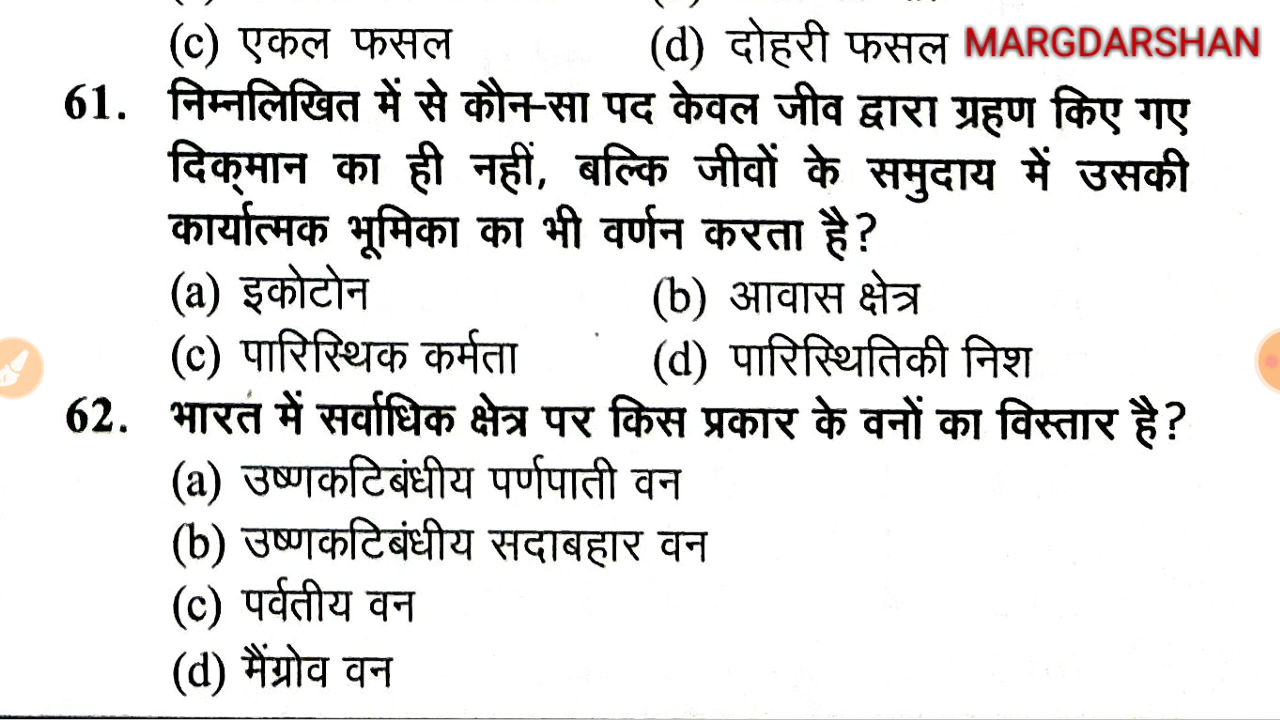 (c) एकल फसल (d) दोहरी फसल MARGDARSHAN
61. निम्नलिखित में से कौन-सा पद केवल जीव द्वारा ग्रहण किए गए
दिक्‌मान का ही नहीं, बल्कि जीवों के समुदाय में उसकी
कार्यात्मक भूमिका का भी वर्णन करता है?
(a) इकोटोन (b) आवास क्षेत्र
(c) पारिस्थिक कर्मता (d) पारिस्थितिकी निश
62. भारत में सर्वाधिक क्षेत्र पर किस प्रकार के वनों का विस्तार है?
(a) उष्णकटिबंधीय पर्णपाती वन
(b) उष्णकटिबंधीय सदाबहार वन
(c) पर्वतीय वन
(d) मैंग्रोव वन